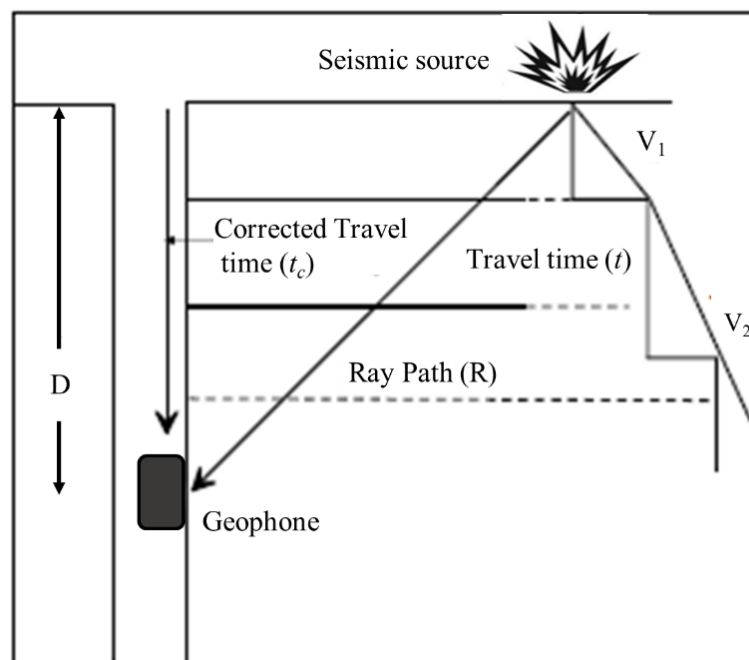 Seismic source
V1
Corrected Travel
time (tc)
Travel time (t)
V2
Ray Path (R)
D
Geophone